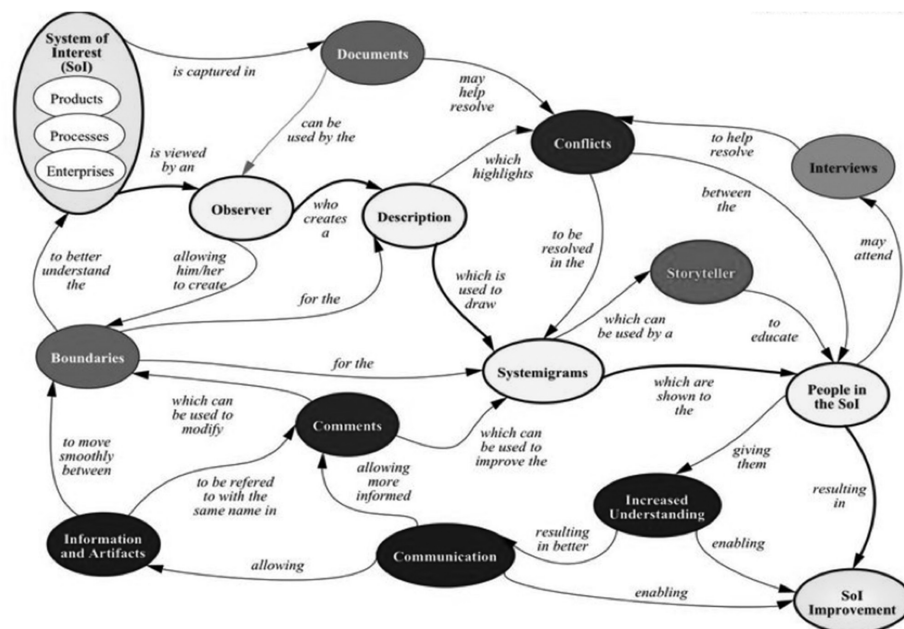 System of
Interest (SoI)
Products
Processes
Enterprises
is captured in
Documents
may
help
resolve
can be
used by the
Conflicts
to help
resolve
Interviews
is viewed
by an
Observer
who
creates
a
Description
which
highlights
between
the
to better
understand
the
allowing
him/her
to create
for the
which is
used to
draw
to be
resolved
in the
Storyteller
may
attend
which can
be used by a
to
educate
Boundaries
for the
Systemigrams
which are
shown to
the
People in
the SoI
which can
be used to
modify
Comments
which can
be used to
improve the
giving
them
to move
smoothly
between
to be refered
to with the
same name in
allowing
more
informed
Increased
Understanding
resulting
in
Information
and Artifacts
allowing
Communication
resulting
in better
enabling
enabling
SoI
Improvement